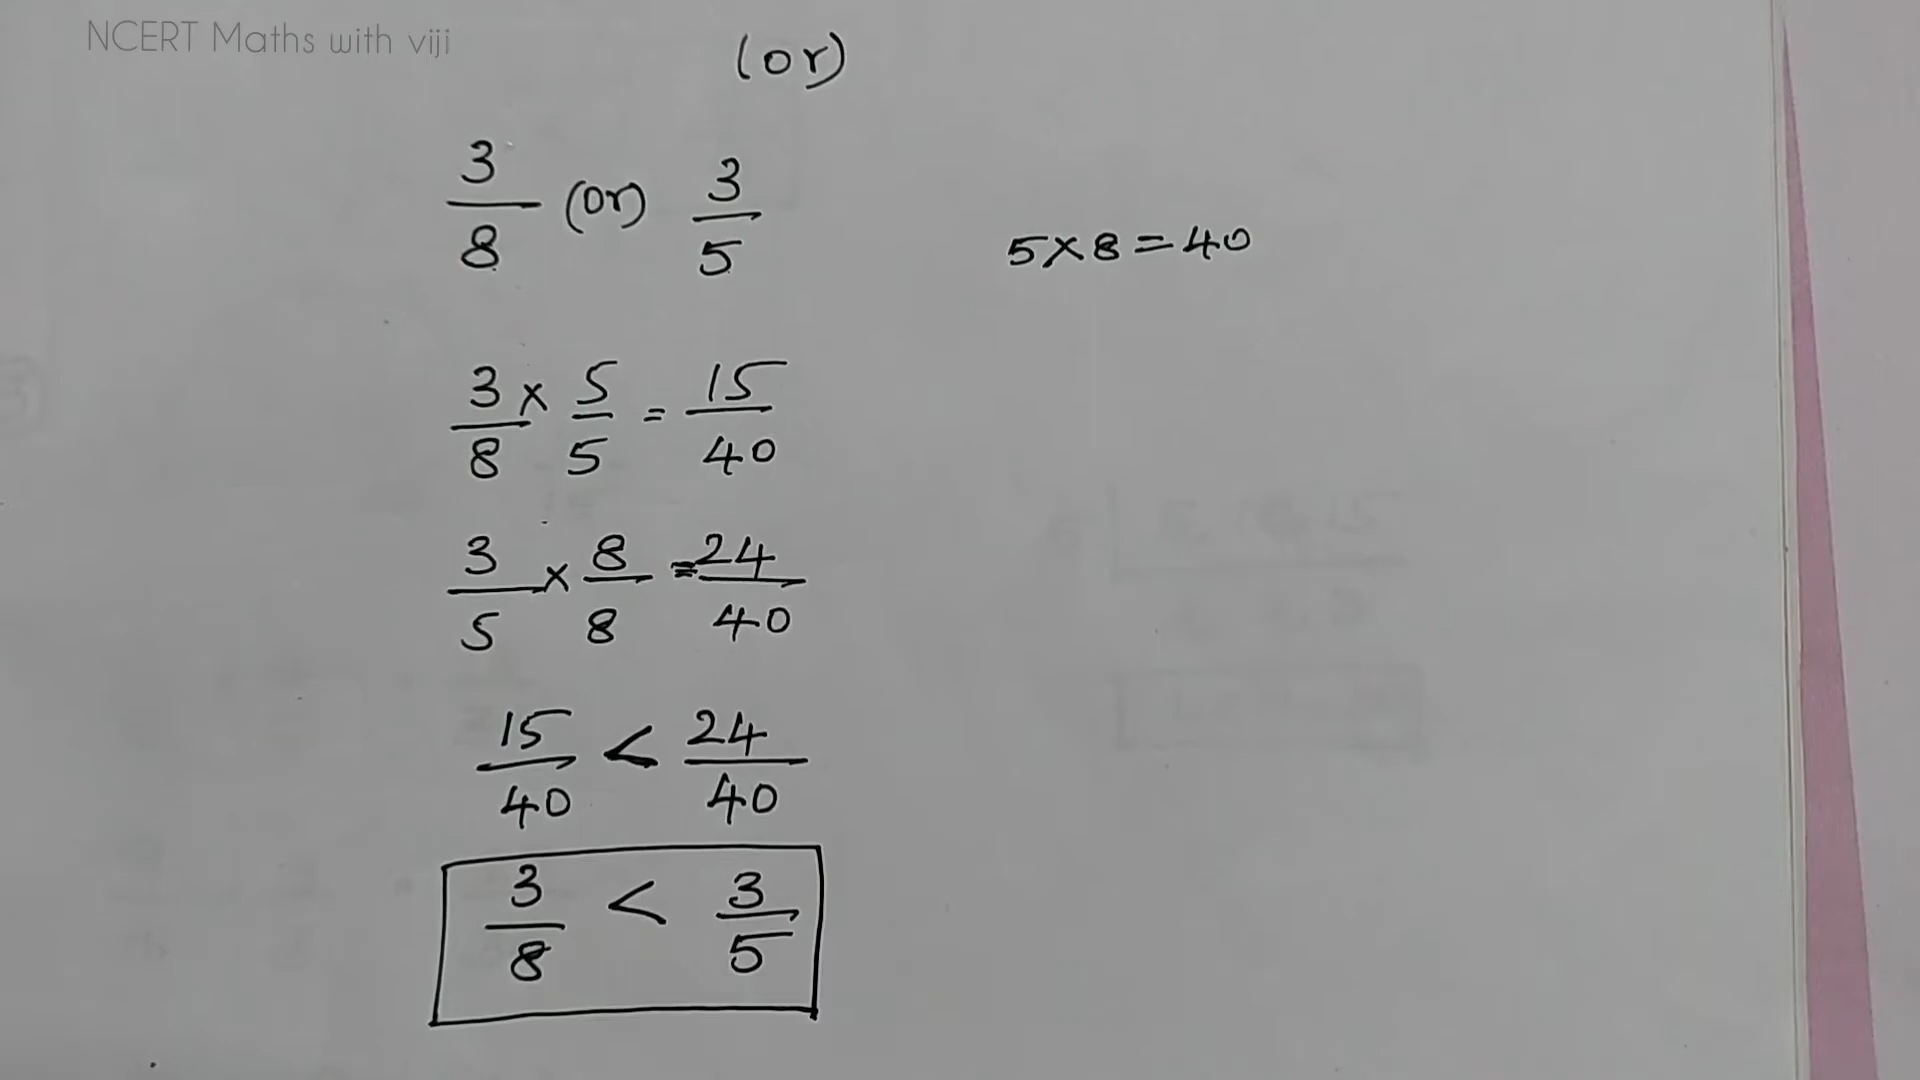 NCERT Maths with viji
(or)
3/8 (or) 3/5
5×8=40
3/8 × 5/5 = 15/40
3/5 × 8/8 = 24/40
15/40 < 24/40
3/8 < 3/5